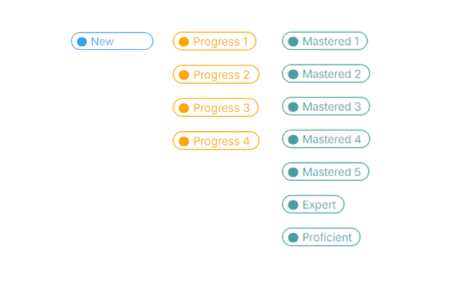 New
Progress 1
Progress 2
Progress 3
Progress 4
Mastered 1
Mastered 2
Mastered 3
Mastered 4
Mastered 5
Expert
Proficient